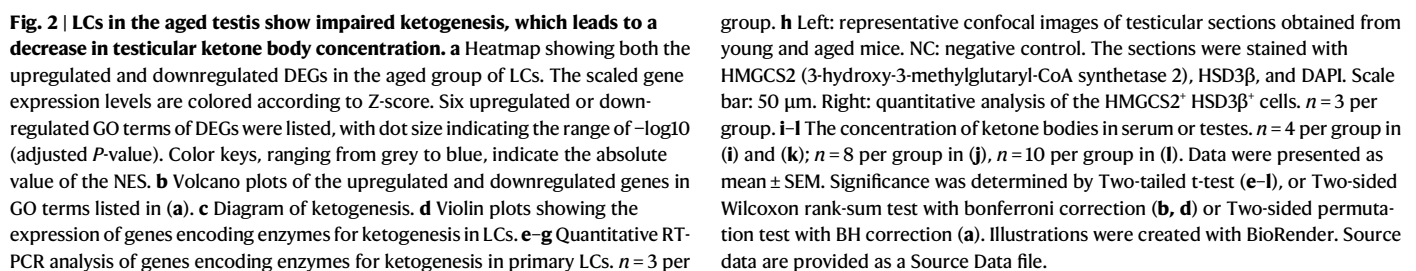 Fig. 2 | LCs in the aged testis show impaired ketogenesis, which leads to a
decrease in testicular ketone body concentration. a Heatmap showing both the
upregulated and downregulated DEGs in the aged group of LCs. The scaled gene
expression levels are colored according to Z-score. Six upregulated or down-
regulated GO terms of DEGs were listed, with dot size indicating the range of −log10
(adjusted P-value). Color keys, ranging from grey to blue, indicate the absolute
value of the NES. b Volcano plots of the upregulated and downregulated genes in
GO terms listed in (a). c Diagram of ketogenesis. d Violin plots showing the
expression of genes encoding enzymes for ketogenesis in LCs. e–g Quantitative RT-
PCR analysis of genes encoding enzymes for ketogenesis in primary LCs. n = 3 per
group. h Left: representative confocal images of testicular sections obtained from
young and aged mice. NC: negative control. The sections were stained with
HMGCS2 (3-hydroxy-3-methylglutaryl-CoA synthetase 2), HSD3β, and DAPI. Scale
bar: 50 μm. Right: quantitative analysis of the HMGCS2⁺ HSD3β⁺ cells. n = 3 per
group. i–l The concentration of ketone bodies in serum or testes. n = 4 per group in
(i) and (k); n = 8 per group in (j), n = 10 per group in (l). Data were presented as
mean ± SEM. Significance was determined by Two-tailed t-test (e–l), or Two-sided
Wilcoxon rank-sum test with bonferroni correction (b, d) or Two-sided permuta-
tion test with BH correction (a). Illustrations were created with BioRender. Source
data are provided as a Source Data file.